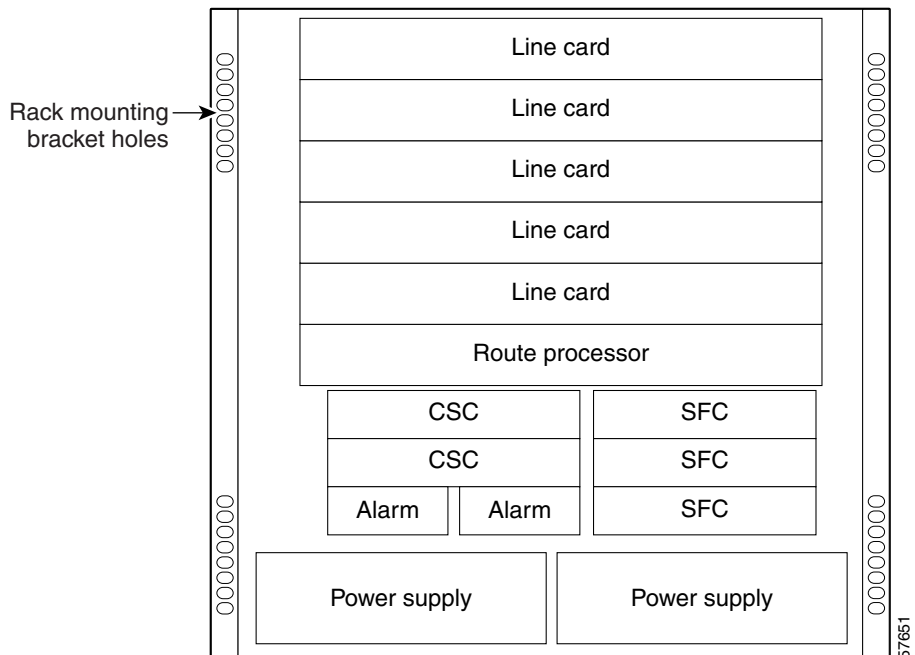 Line card
Line card
Rack mounting
bracket holes
Line card
Line card
Line card
Route processor
CSC SFC
CSC SFC
Alarm Alarm SFC
Power supply Power supply
57651